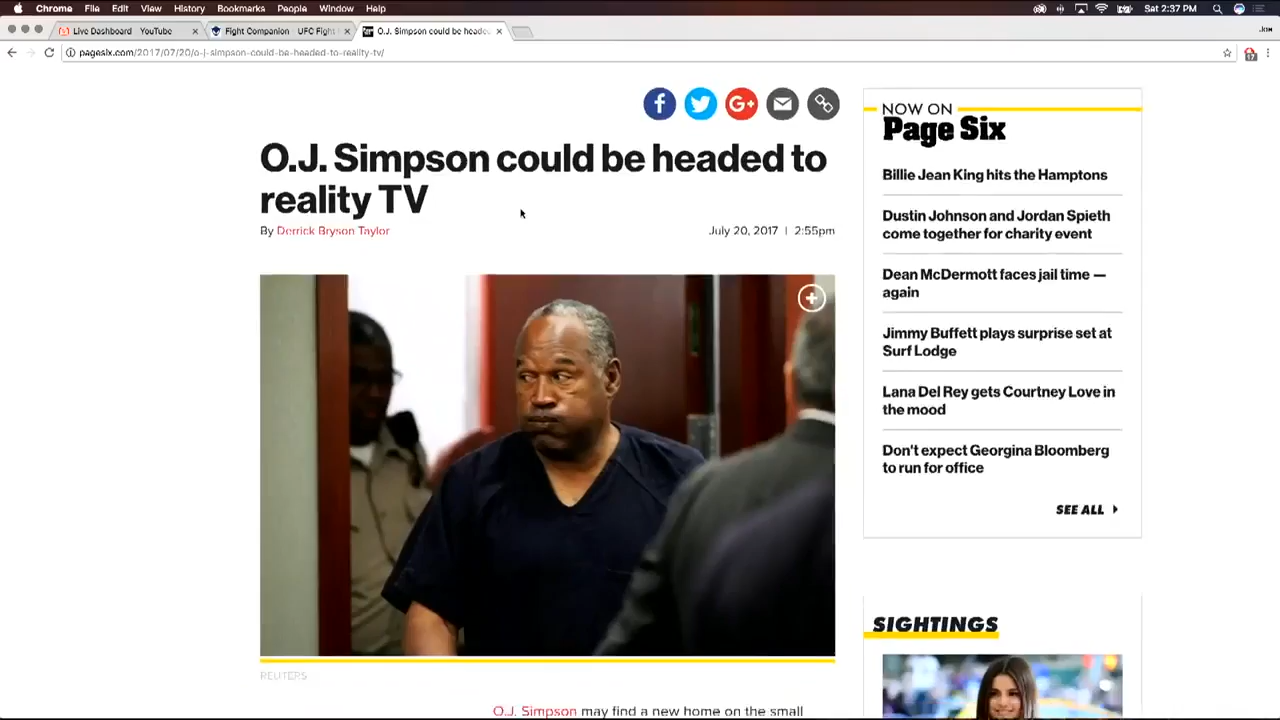 Chrome File Edit View History Bookmarks People Window Help Sat 2:37 PM
Live Dashboard YouTube
Fight Companion UFC Fight
O.J. Simpson could be heade
Jon
pagesix.com/2017/07/20/o-j-simpson-could-be-headed-to-reality-tv/
O.J. Simpson could be headed to
reality TV
By Derrick Bryson Taylor July 20, 2017 | 2:55pm
REUTERS
O.J. Simpson may find a new home on the small
NOW ON
Page Six
Billie Jean King hits the Hamptons
Dustin Johnson and Jordan Spieth
come together for charity event
Dean McDermott faces jail time —
again
Jimmy Buffett plays surprise set at
Surf Lodge
Lana Del Rey gets Courtney Love in
the mood
Don't expect Georgina Bloomberg
to run for office
SEE ALL
SIGHTINGS